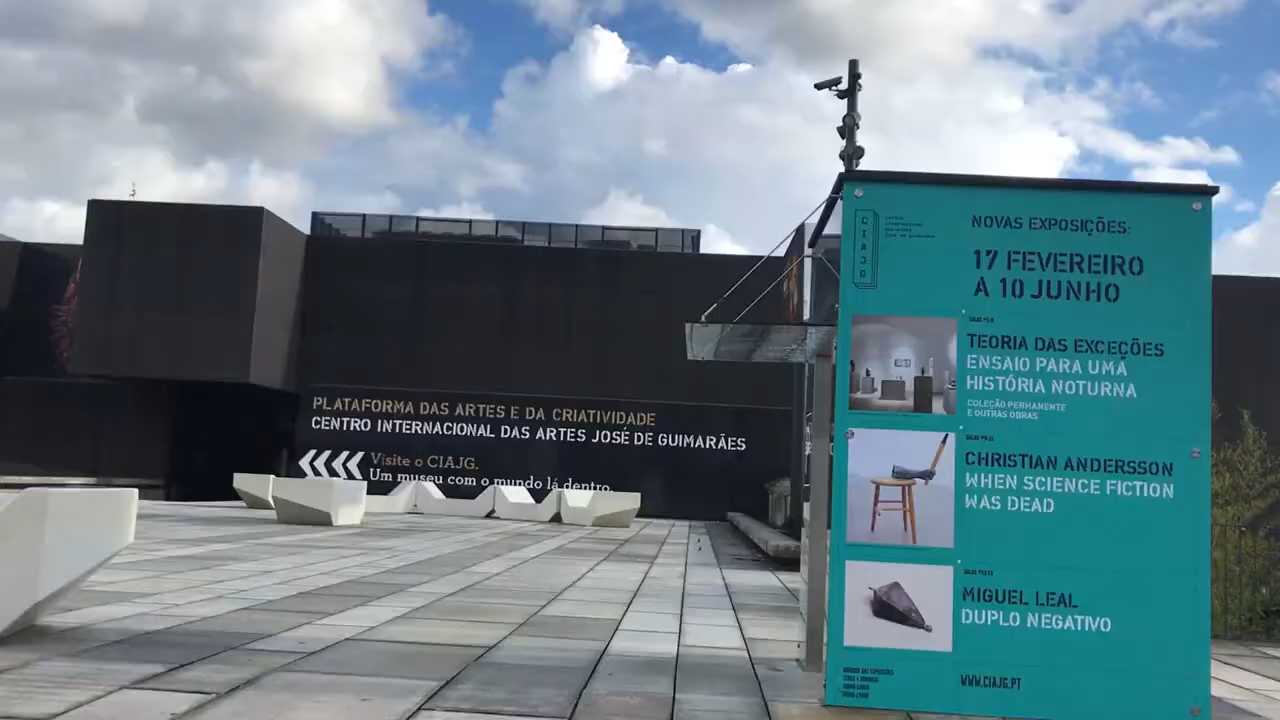 PLATAFORMA DAS ARTES E DA CRIATIVIDADE
CENTRO INTERNACIONAL DAS ARTES JOSÉ DE GUIMARÃES
Visite o CIAJG.
Um museu com o mundo lá dentro.
CIAJG
NOVAS EXPOSIÇÕES:
17 FEVEREIRO
A 10 JUNHO
TEORIA DAS EXCEÇÕES
ENSAIO PARA UMA
HISTÓRIA NOTURNA
COLEÇÃO PERMANENTE
E OUTRAS OBRAS
CHRISTIAN ANDERSSON
WHEN SCIENCE FICTION
WAS DEAD
MIGUEL LEAL
DUPLO NEGATIVO
WWW.CIAJG.PT